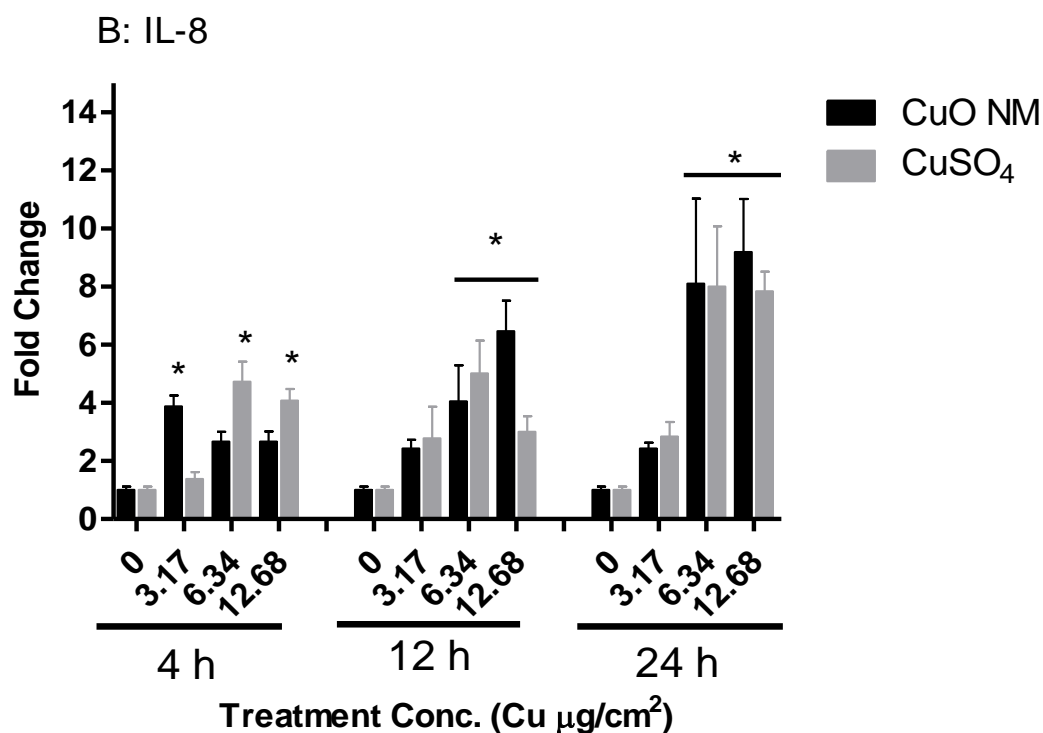 B: IL-8
CuO NM
CuSO4
Fold Change
14
12
10
8
6
4
2
0
* * * * *
0 3.17 6.34 12.68 0 3.17 6.34 12.68 0 3.17 6.34 12.68
4 h 12 h 24 h
Treatment Conc. (Cu μg/cm²)